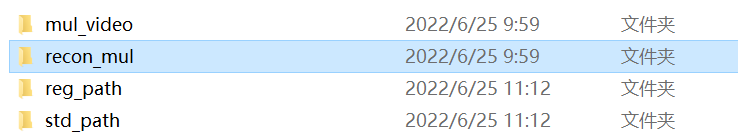 mul_video 2022/6/25 9:59 文件夹
recon_mul 2022/6/25 9:59 文件夹
reg_path 2022/6/25 11:12 文件夹
std_path 2022/6/25 11:12 文件夹